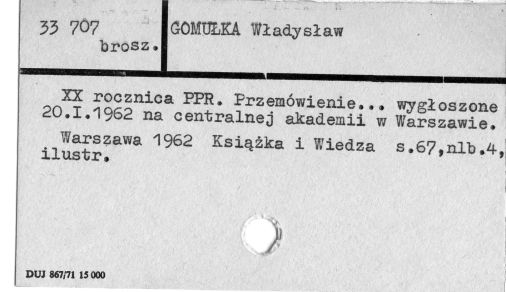 33 707
brosz.
GOMUŁKA Władysław
XX rocznica PPR. Przemówienie... wygłoszone
20.I.1962 na centralnej akademii w Warszawie.
Warszawa 1962 Książka i Wiedza s.67,nlb.4,
ilustr.
DUJ 867/71 15 000